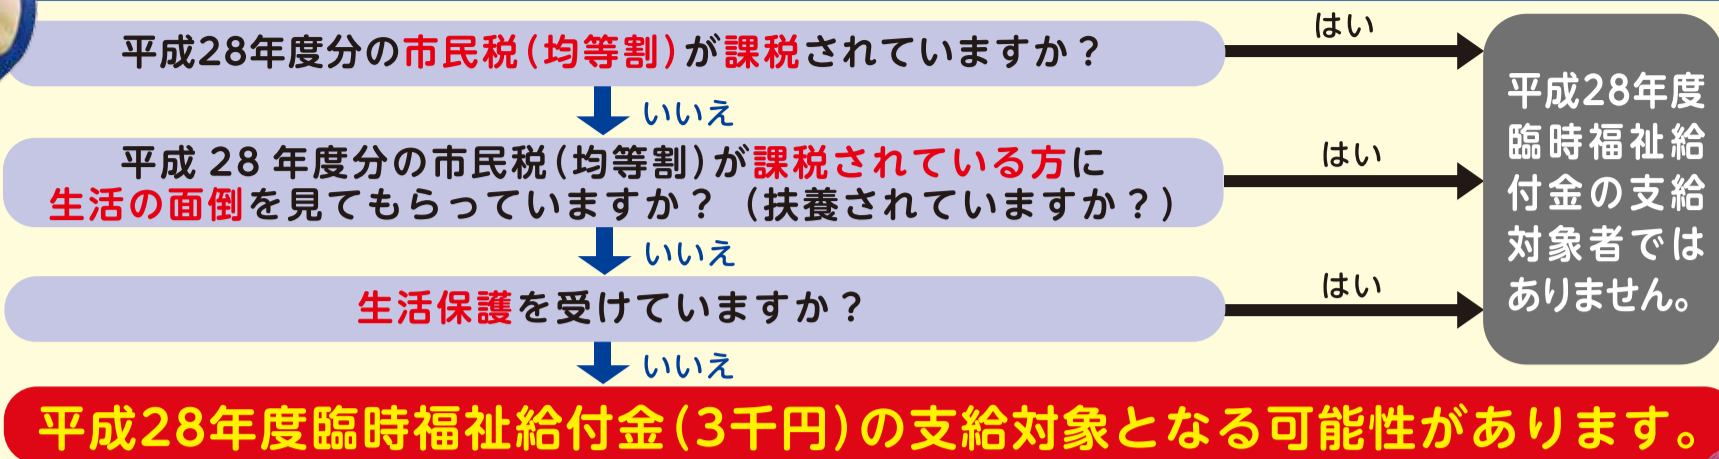 平成28年度分の市民税(均等割)が課税されていますか？
はい
いいえ
平成 28 年度分の市民税(均等割)が課税されている方に
生活の面倒を見てもらっていますか？（扶養されていますか？）
はい
いいえ
生活保護を受けていますか？
はい
いいえ
平成28年度
臨時福祉給
付金の支給
対象者では
ありません。
平成28年度臨時福祉給付金(3千円)の支給対象となる可能性があります。